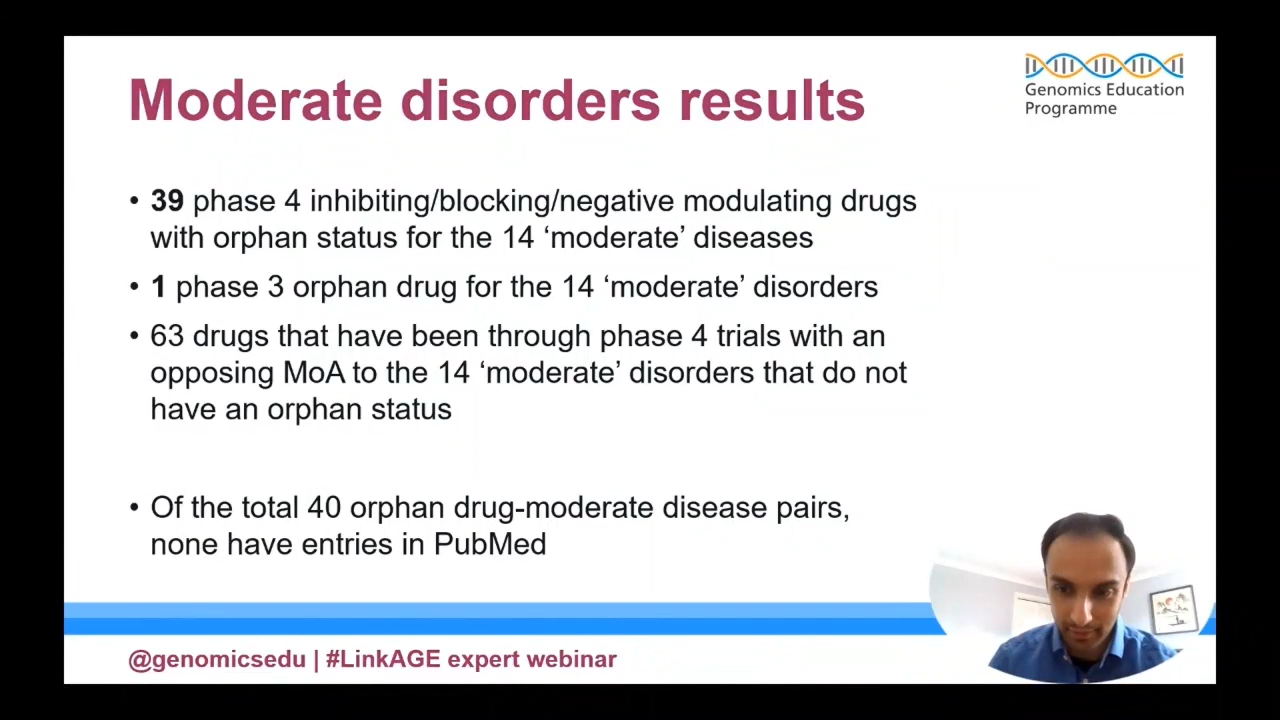 Moderate disorders results
Genomics Education
Programme
• 39 phase 4 inhibiting/blocking/negative modulating drugs
with orphan status for the 14 ‘moderate’ diseases
• 1 phase 3 orphan drug for the 14 ‘moderate’ disorders
• 63 drugs that have been through phase 4 trials with an
opposing MoA to the 14 ‘moderate’ disorders that do not
have an orphan status
• Of the total 40 orphan drug-moderate disease pairs,
none have entries in PubMed
@genomicsedu | #LinkAGE expert webinar